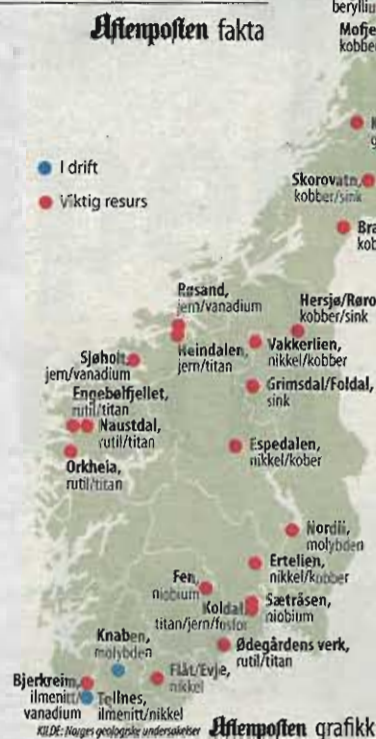 Mofje
kobbe
Aftenposten fakta
I drift
Viktig resurs
Skorovatn,
kobber/sink
Bra
kob
Røsand,
jern/vanadium
Hersjø/Røro
kobber/sink
Heindalen,
jern/titan
Vakkerlien,
nikkel/kobber
Sjøholt,
jern/vanadium
Grimsdal/Foldal,
sink
Engebølfjellet,
rutil/titan
Naustdal,
rutil/titan
Orkheia,
rutil/titan
Espedalen,
nikkel/kober
Nordli,
molybden
Ertelien,
nikkel/kobber
Fen,
niobium
Koldal,
titan/jern/fosfor
Sæteråsen,
niobium
Knaben,
molybden
Ødegårdens verk,
rutil/titan
Flåt/Evje,
nikkel
Bjerkreim,
ilmenitt/
vanadium
Tellnes,
ilmenitt/nikkel
KILDE: Norges geologiske undersøkelser
Aftenposten grafikk